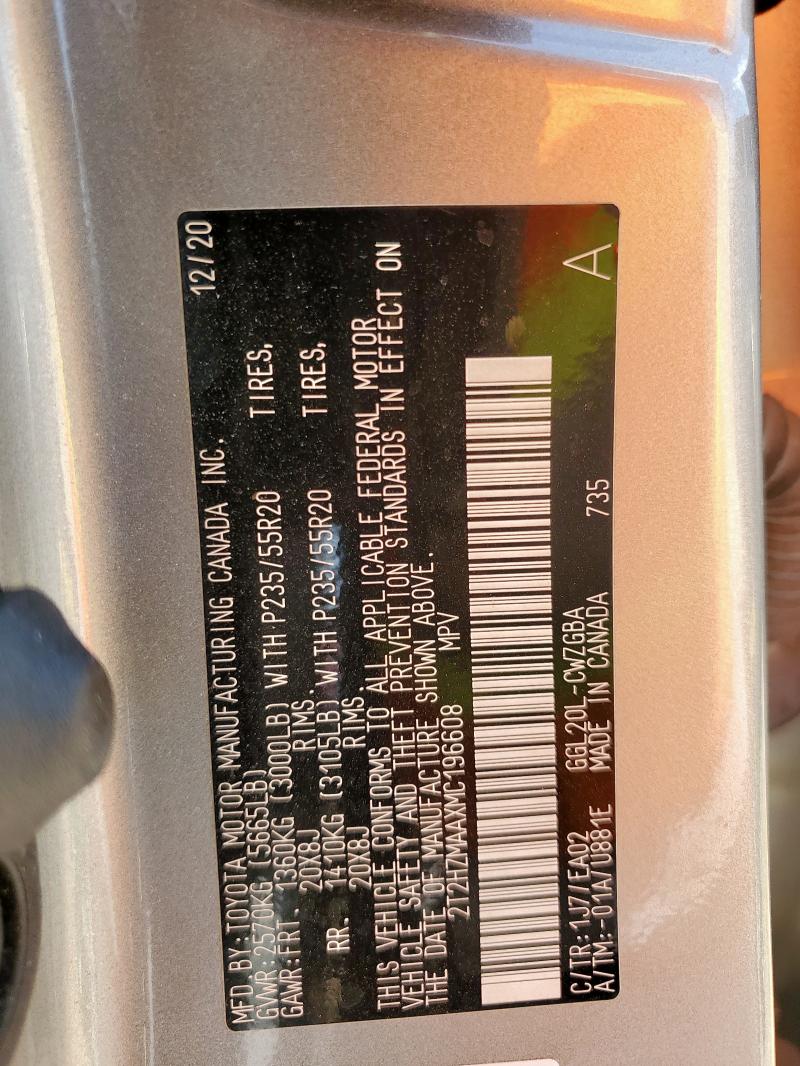 MFD.BY:TOYOTA MOTOR MANUFACTURING CANADA INC. 12/20
GVWR:2570KG (5665LB)
GAWR:FRT. 1360KG (3000LB) WITH P235/55R20 TIRES,
20X8J RIMS.
RR. 1410KG (3105LB) WITH P235/55R20 TIRES,
20X8J RIMS.
THIS VEHICLE CONFORMS TO ALL APPLICABLE FEDERAL MOTOR
VEHICLE SAFETY AND THEFT PREVENTION STANDARDS IN EFFECT ON
THE DATE OF MANUFACTURE SHOWN ABOVE.
2T2HZMAAXMC196608 MPV
C/TR:1J7/EA02 GGL20L-CWZGBA
A/TM:-01A/0881E MADE IN CANADA 735 A